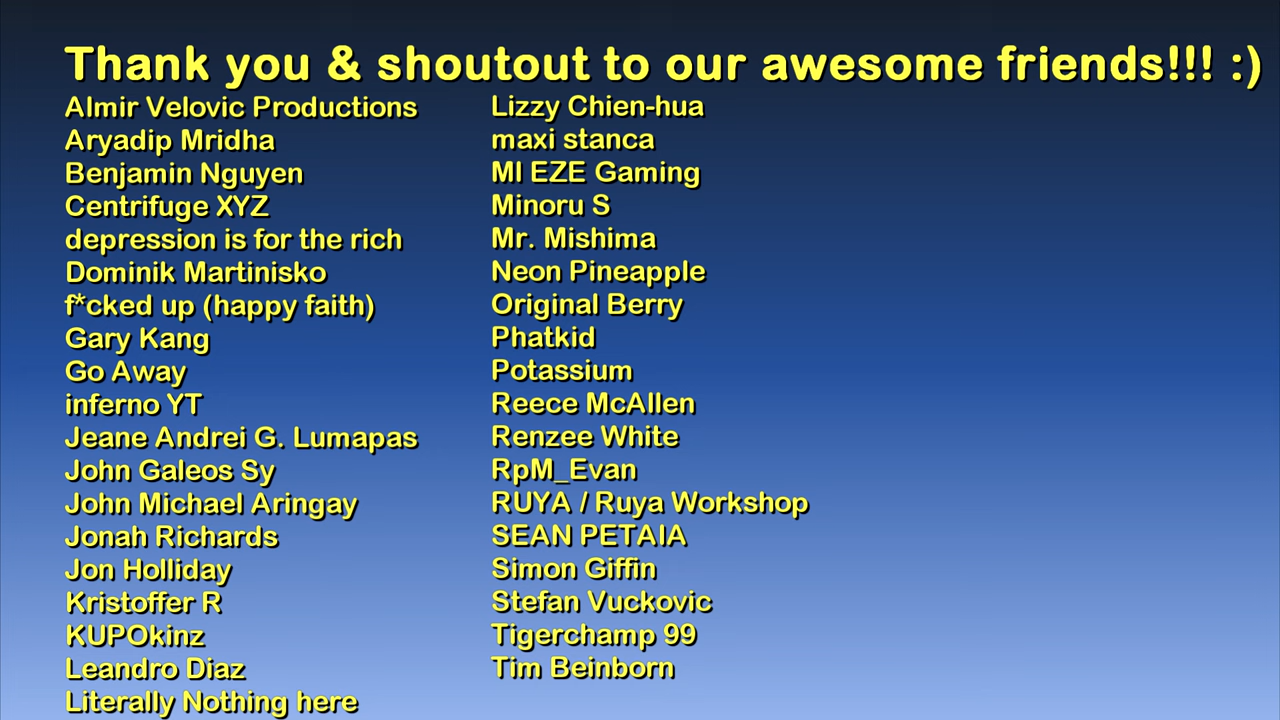 Thank you & shoutout to our awesome friends!!! :)
Almir Velovic Productions
Aryadip Mridha
Benjamin Nguyen
Centrifuge XYZ
depression is for the rich
Dominik Martinisko
f*cked up (happy faith)
Gary Kang
Go Away
inferno YT
Jeane Andrei G. Lumapas
John Galeos Sy
John Michael Aringay
Jonah Richards
Jon Holliday
Kristoffer R
KUPOkinz
Leandro Diaz
Literally Nothing here
Lizzy Chien-hua
maxi stanca
MI EZE Gaming
Minoru S
Mr. Mishima
Neon Pineapple
Original Berry
Phatkid
Potassium
Reece McAllen
Renzee White
RpM_Evan
RUYA / Ruya Workshop
SEAN PETAIA
Simon Giffin
Stefan Vuckovic
Tigerchamp 99
Tim Beinborn